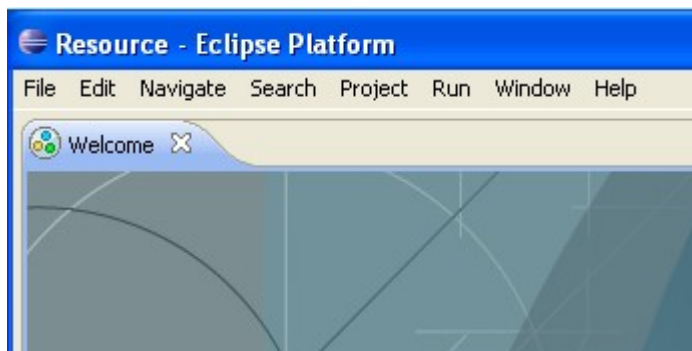 Resource - Eclipse Platform
File Edit Navigate Search Project Run Window Help
Welcome